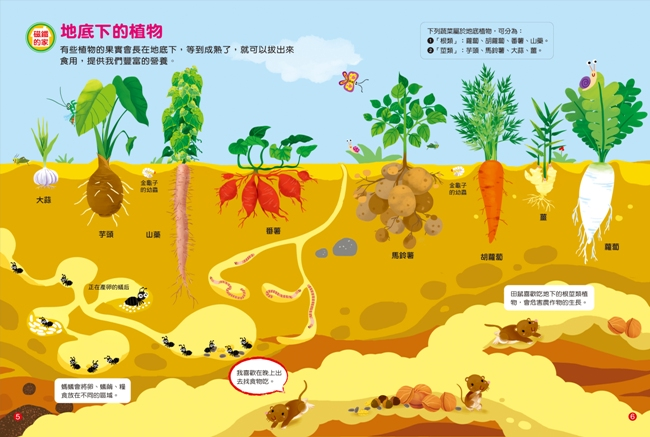 磁鐵
的家
地底下的植物
有些植物的果實會長在地底下，等到成熟了，就可以拔出來
食用，提供我們豐富的營養。
下列蔬菜屬於地底植物，可分為：
❶「根類」：蘿蔔、胡蘿蔔、番薯、山藥。
❷「莖類」：芋頭、馬鈴薯、大蒜、薑。
大蒜
芋頭
山藥
金龜子
的幼蟲
番薯
馬鈴薯
金龜子
的幼蟲
胡蘿蔔
薑
蘿蔔
正在產卵的蟻后
田鼠喜歡吃地下的根莖類植
物，會危害農作物的生長。
我喜歡在晚上出
去找食物吃。
螞蟻會將卵、蟻蛹、糧
食放在不同的區域。
5
6